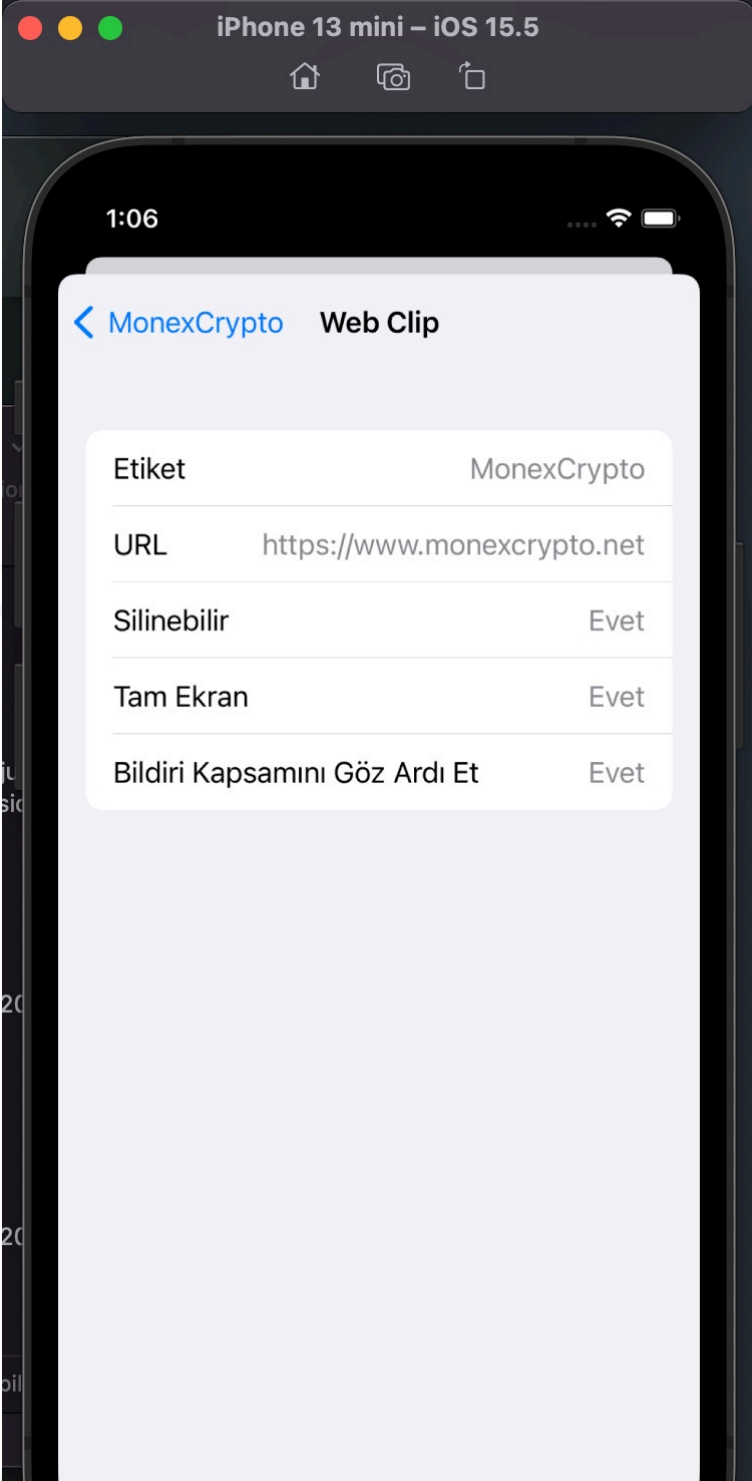 iPhone 13 mini – iOS 15.5
1:06
MonexCrypto Web Clip
Etiket MonexCrypto
URL https://www.monexcrypto.net
Silinebilir Evet
Tam Ekran Evet
Bildiri Kapsamını Göz Ardı Et Evet